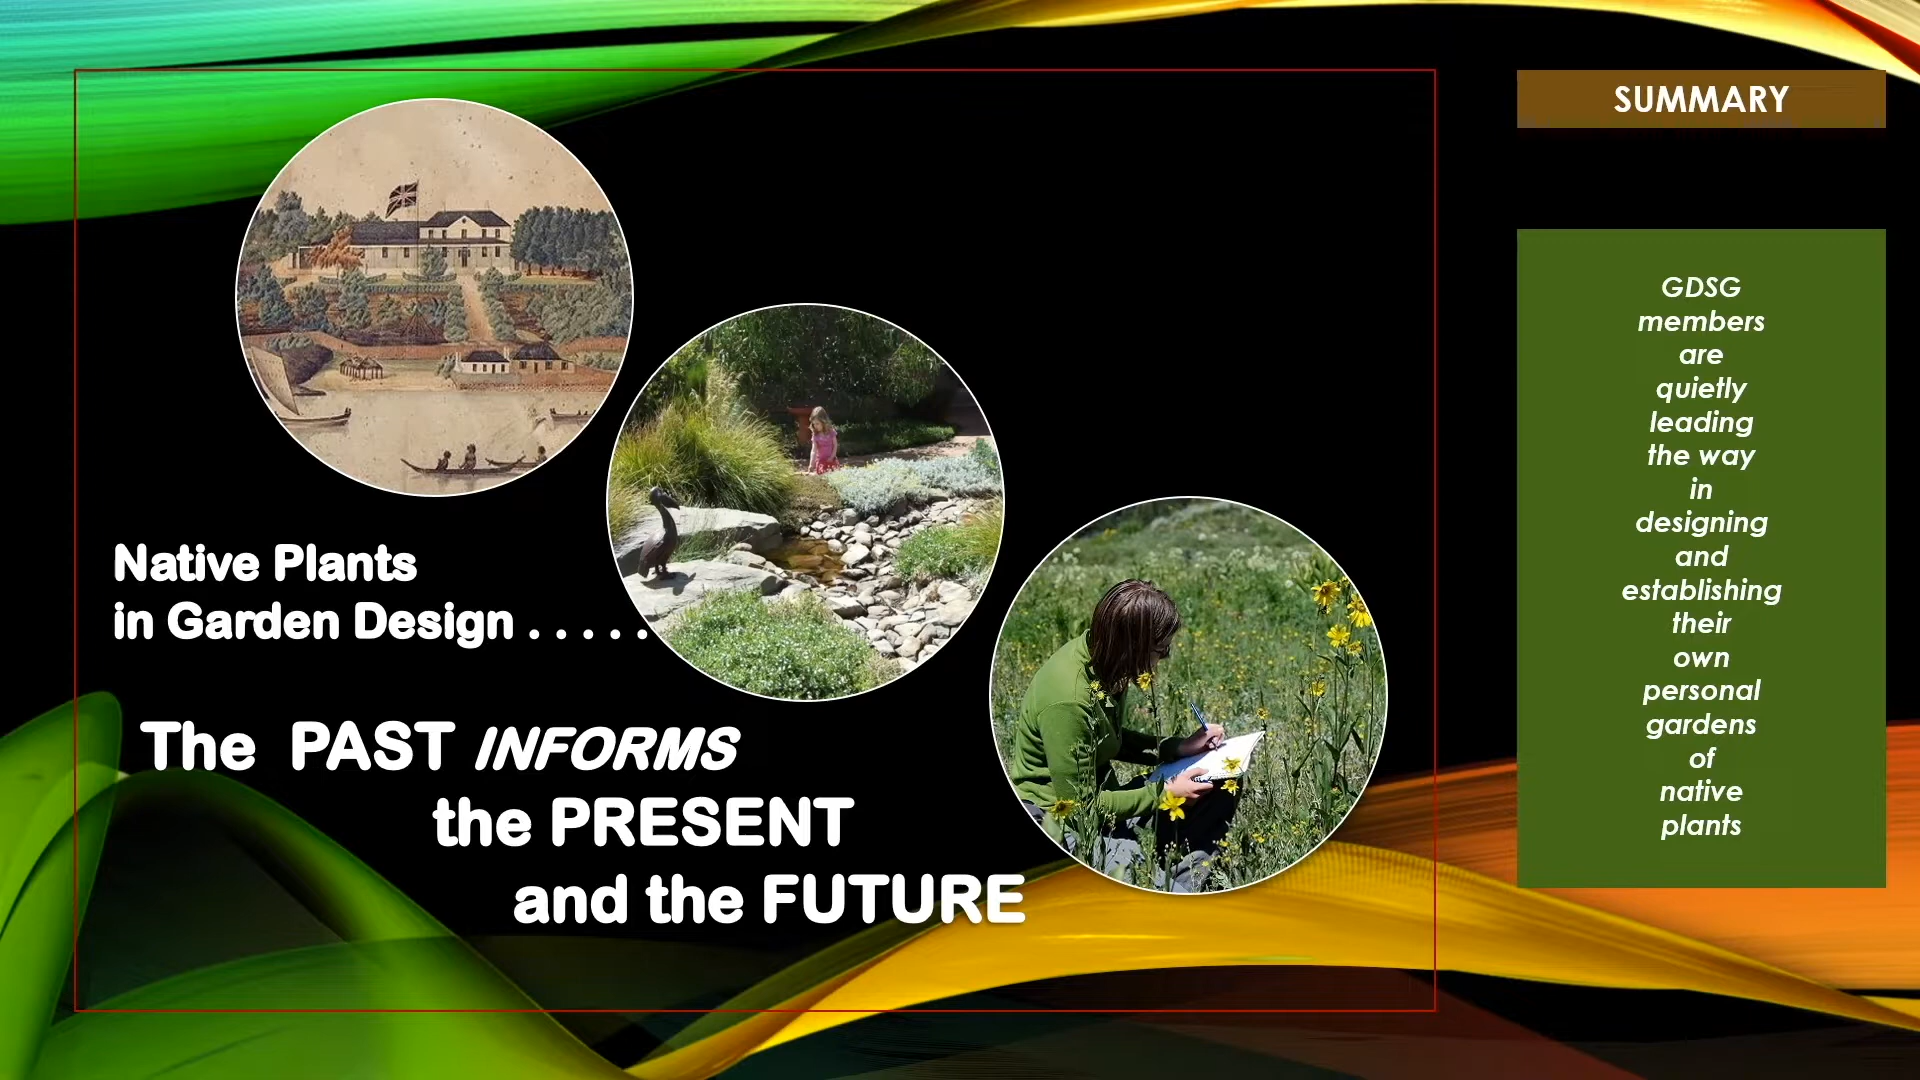 Native Plants
in Garden Design . . . . .
The PAST INFORMS
the PRESENT
and the FUTURE
SUMMARY
GDSG
members
are
quietly
leading
the way
in
designing
and
establishing
their
own
personal
gardens
of
native
plants